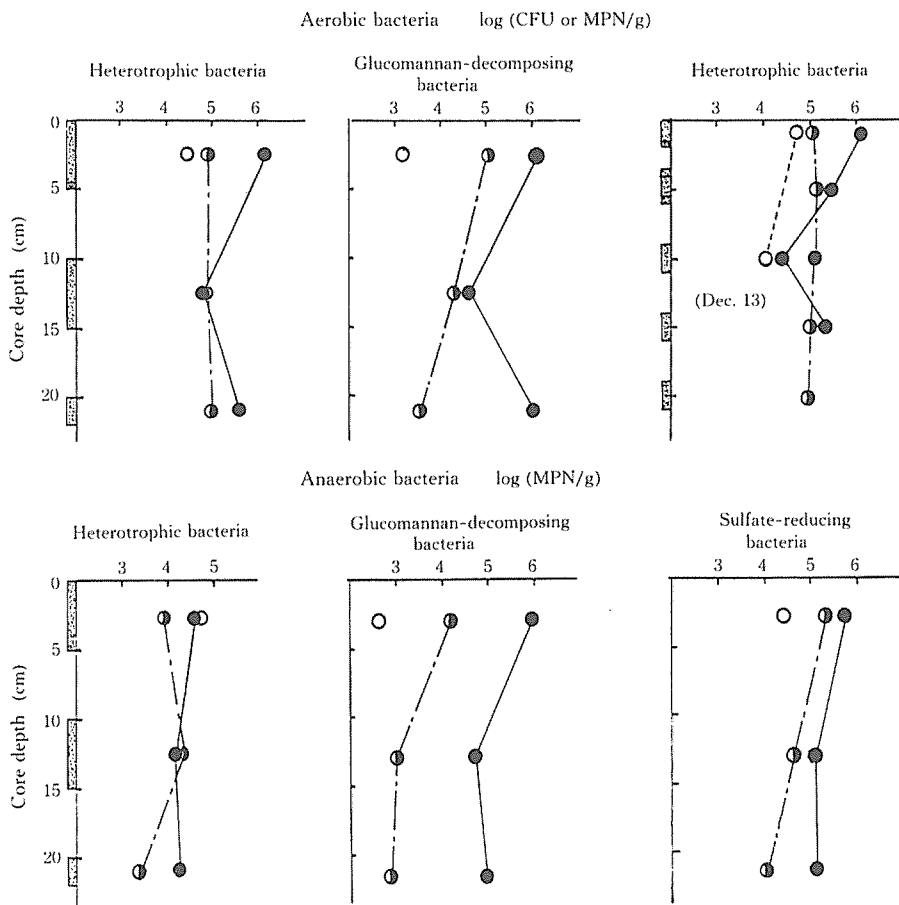 Aerobic bacteria log (CFU or MPN/g)
Heterotrophic bacteria
3 4 5 6
Glucomannan-decomposing
bacteria
3 4 5 6
Heterotrophic bacteria
3 4 5 6
0
5
10
15
20
Core depth (cm)
(Dec. 13)
Anaerobic bacteria log (MPN/g)
Heterotrophic bacteria
3 4 5
Glucomannan-decomposing
bacteria
3 4 5 6
Sulfate-reducing
bacteria
3 4 5 6
0
5
10
15
20
Core depth (cm)